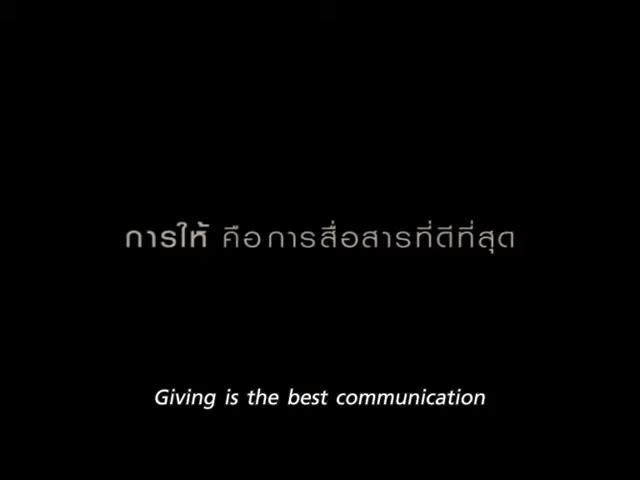 การให้ คือการสื่อสารที่ดีที่สุด
Giving is the best communication